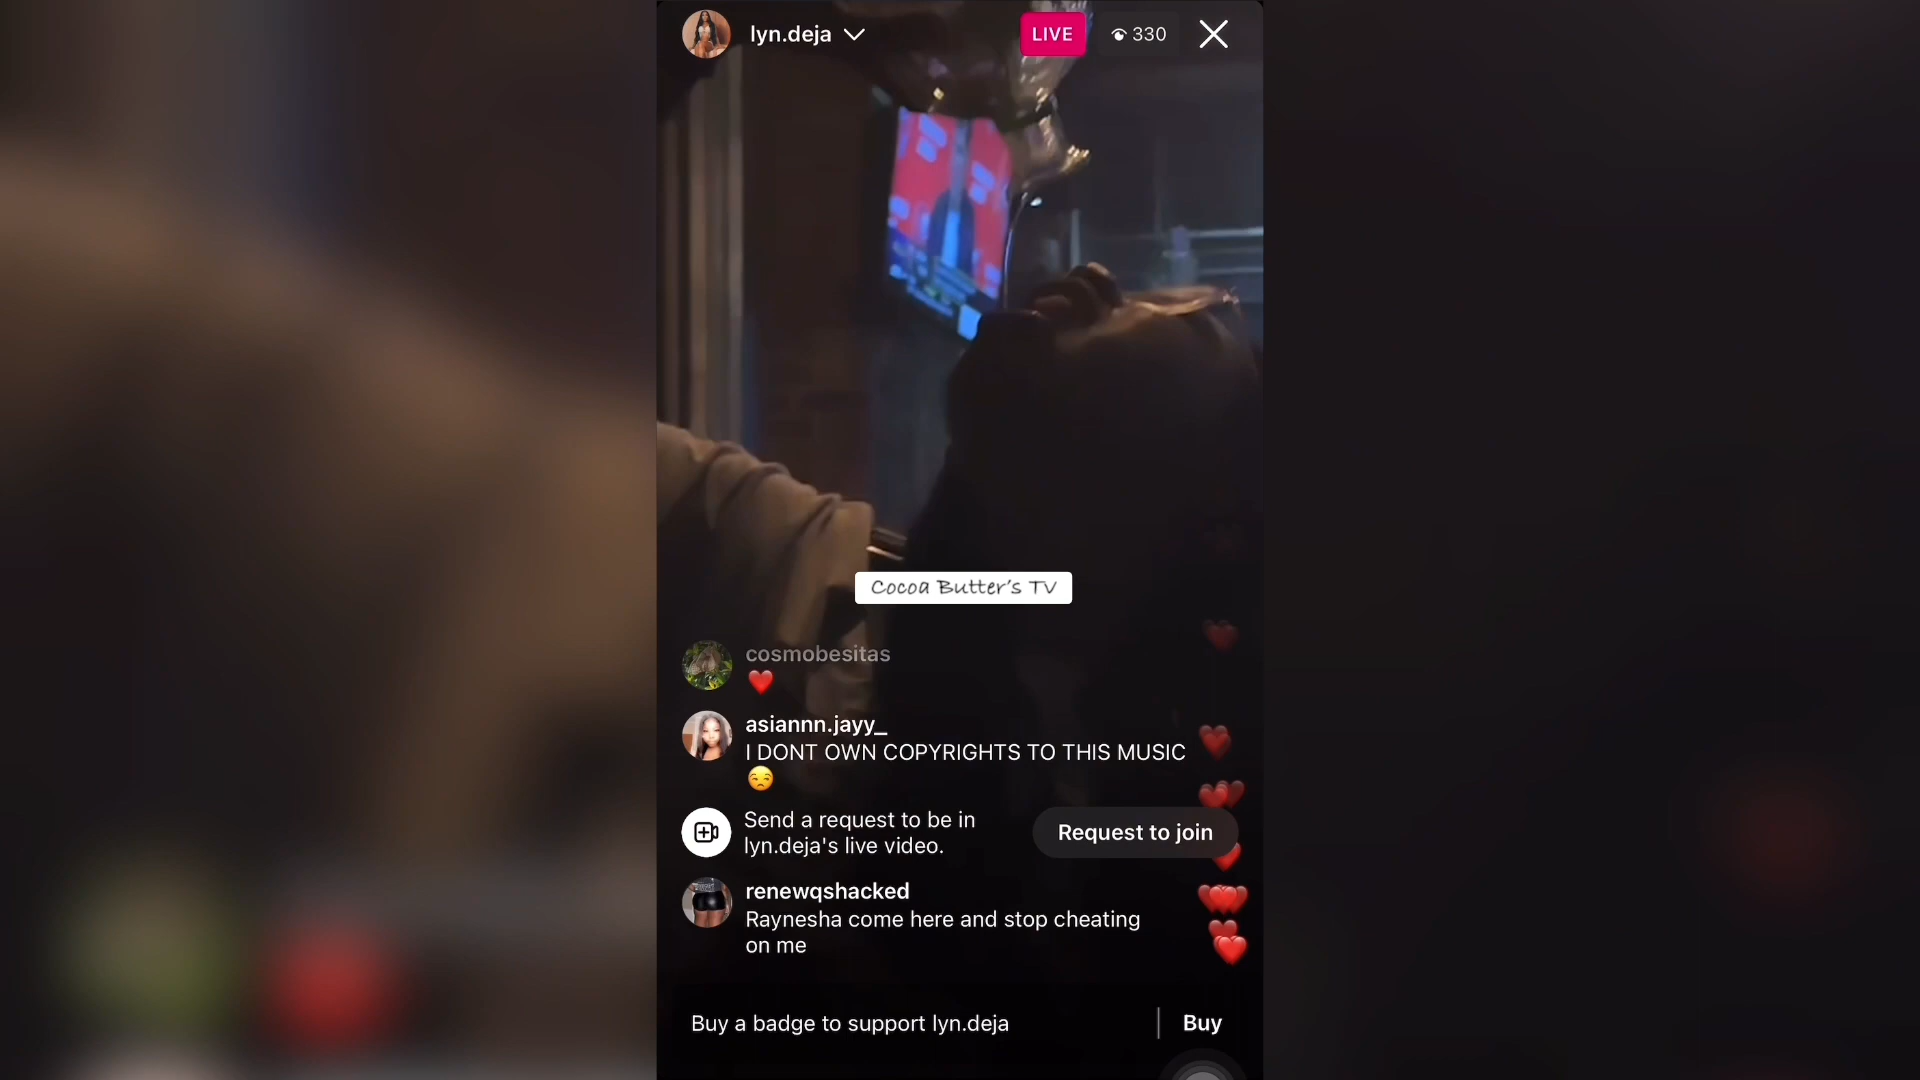 lyn.deja
LIVE
330
Cocoa Butter's TV
cosmobesitas
❤️
asiannn.jayy_
I DONT OWN COPYRIGHTS TO THIS MUSIC
😒
Send a request to be in
lyn.deja's live video.
Request to join
renewqshacked
Raynesha come here and stop cheating
on me
Buy a badge to support lyn.deja
Buy